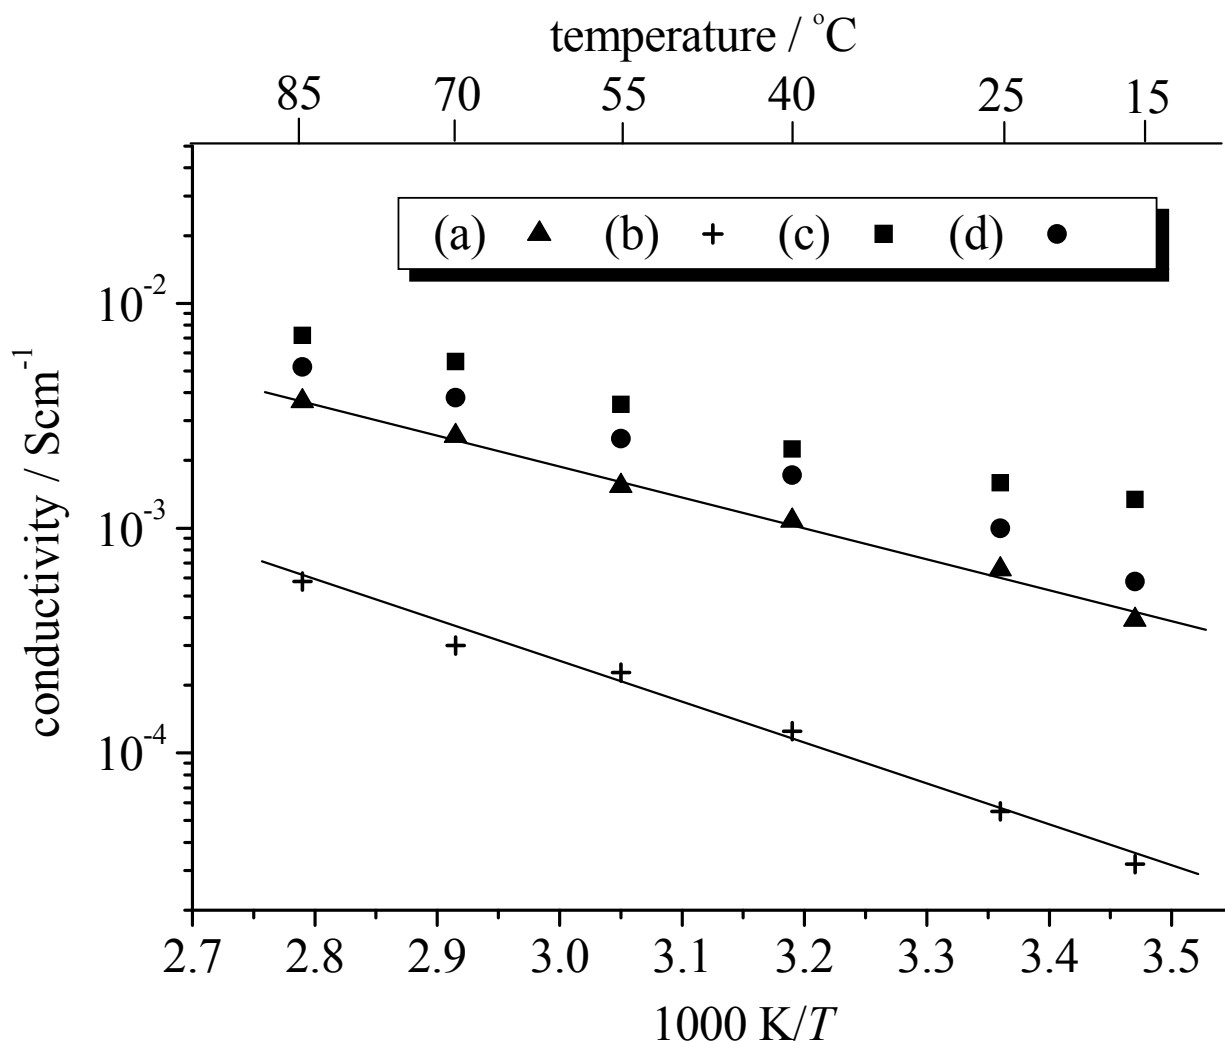 temperature / °C
85 70 55 40 25 15
(a) ▲ (b) + (c) ■ (d) ●
10⁻²
10⁻³
10⁻⁴
conductivity / Scm⁻¹
2.7 2.8 2.9 3.0 3.1 3.2 3.3 3.4 3.5
1000 K/T